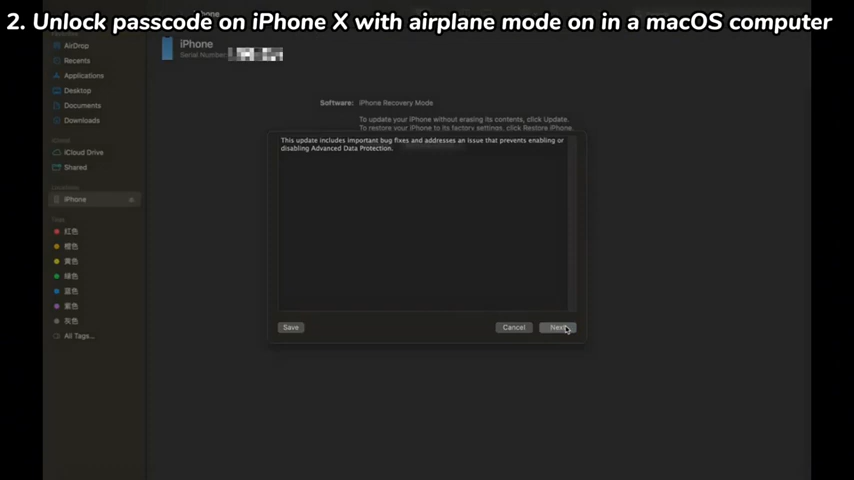 2. Unlock passcode on iPhone X with airplane mode on in a macOS computer
Favorites
AirDrop
Recents
Applications
Desktop
Documents
Downloads
iCloud
iCloud Drive
Shared
Locations
iPhone
Tags
红色
橙色
黄色
绿色
蓝色
紫色
灰色
All Tags...
iPhone
Serial Number:
Software: iPhone Recovery Mode
To update your iPhone without erasing its contents, click Update.
To restore your iPhone to its factory settings, click Restore iPhone.
This update includes important bug fixes and addresses an issue that prevents enabling or
disabling Advanced Data Protection.
Save
Cancel
Next